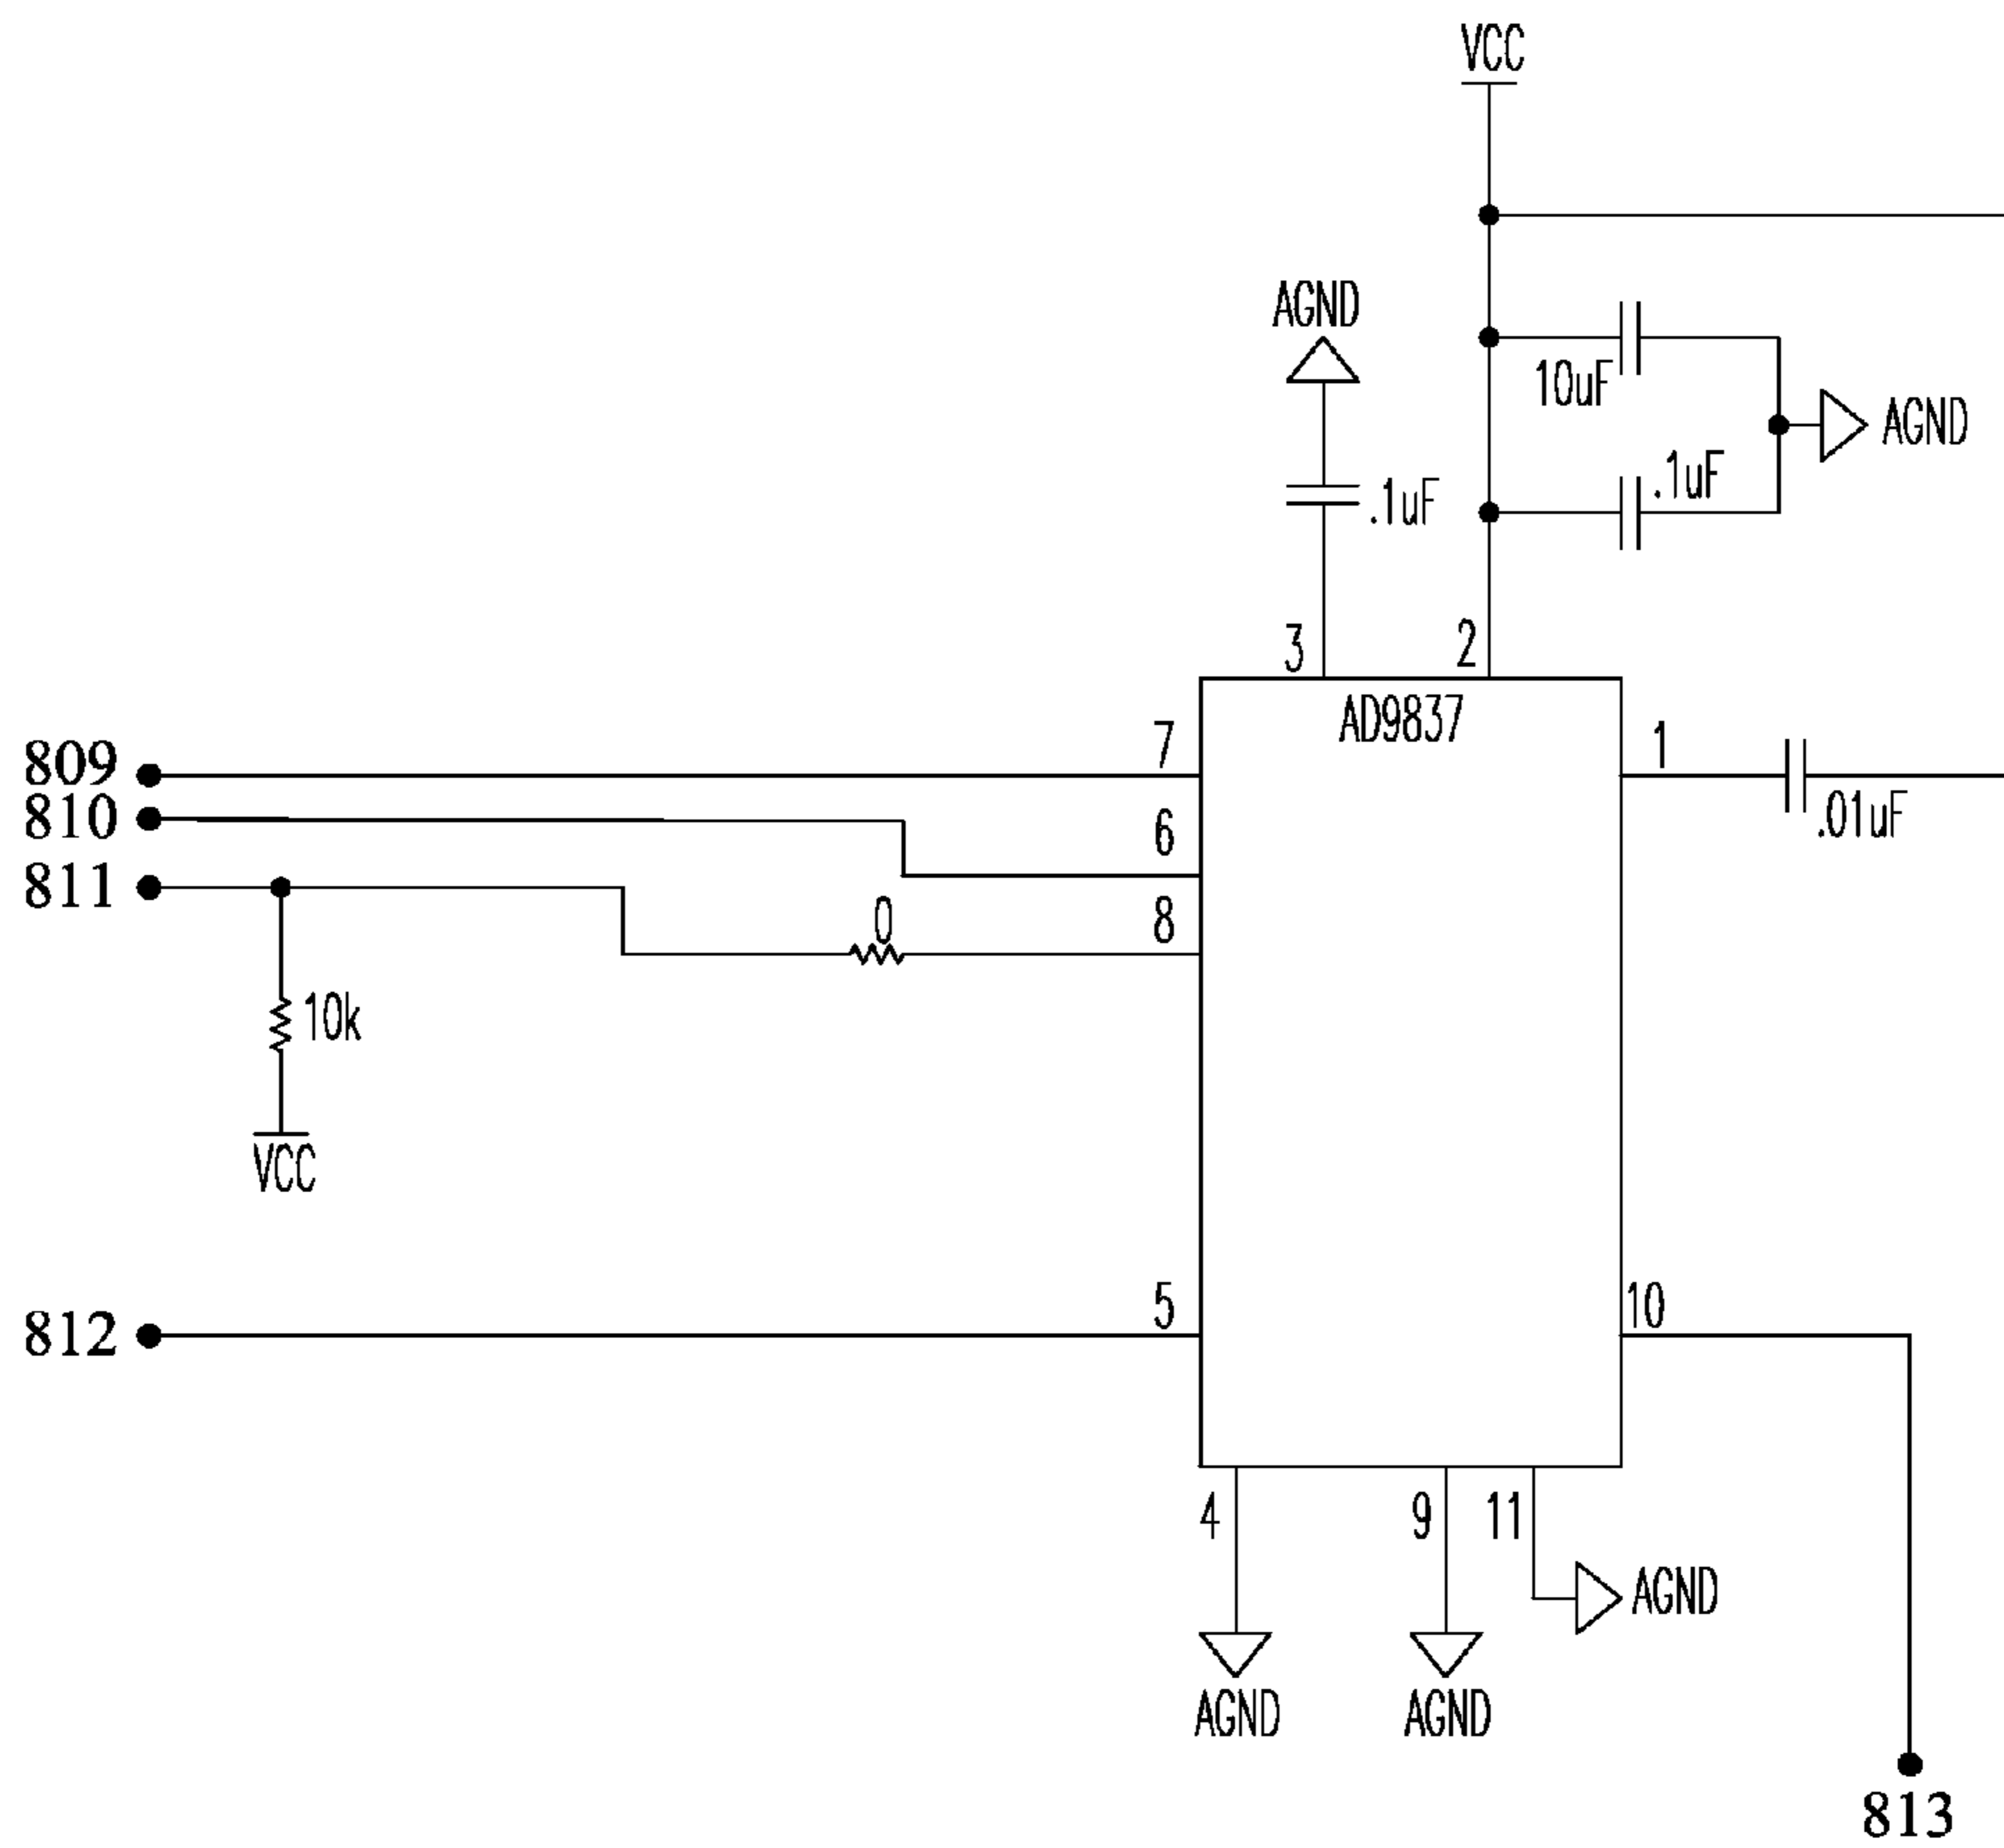 VCC
AGND
10uF
AGND
.1uF
.1uF
3
2
AD9837
7
1
809
810
6
.01uF
811
8
0
10k
VCC
5
10
812
4
9
11
AGND
AGND
AGND
813